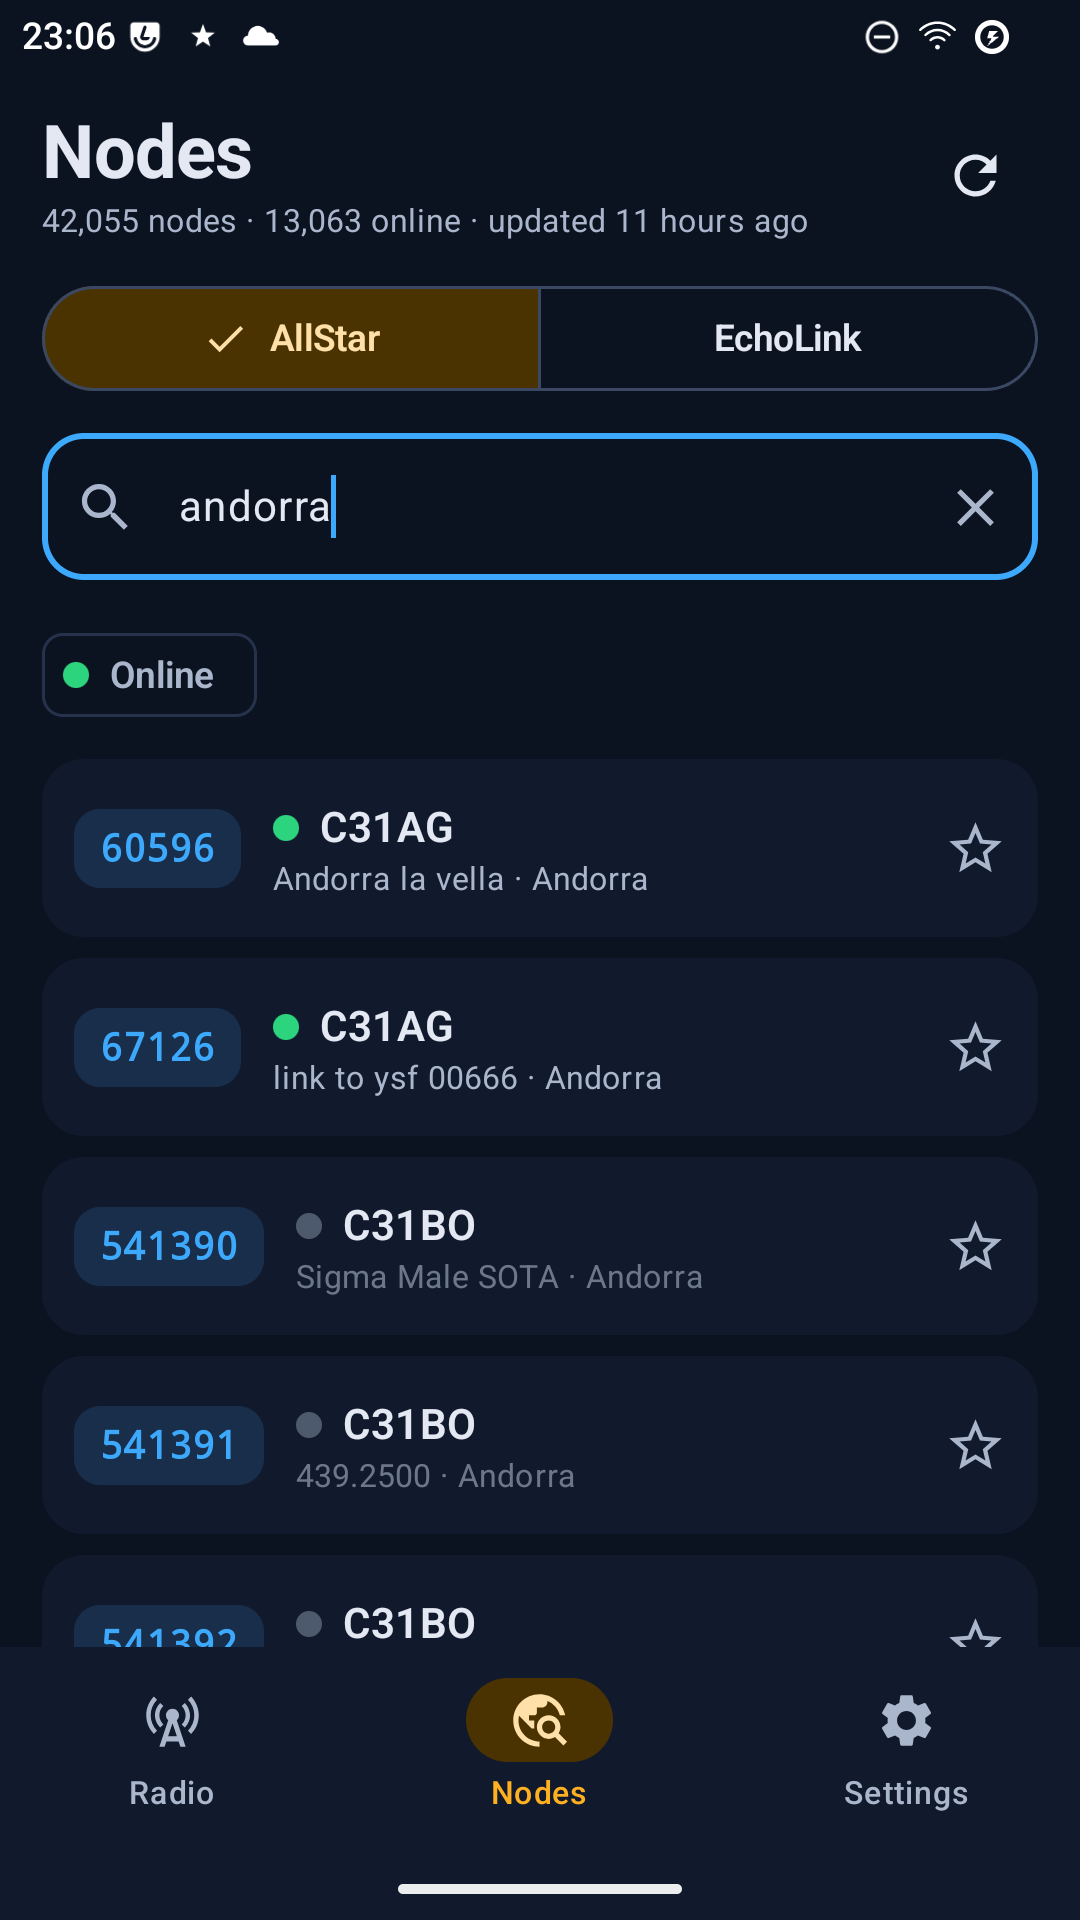 23:06
Nodes
42,055 nodes · 13,063 online · updated 11 hours ago
AllStar
EchoLink
andorra
Online
60596
C31AG
Andorra la vella · Andorra
67126
C31AG
link to ysf 00666 · Andorra
541390
C31BO
Sigma Male SOTA · Andorra
541391
C31BO
439.2500 · Andorra
541392
C31BO
Radio
Nodes
Settings